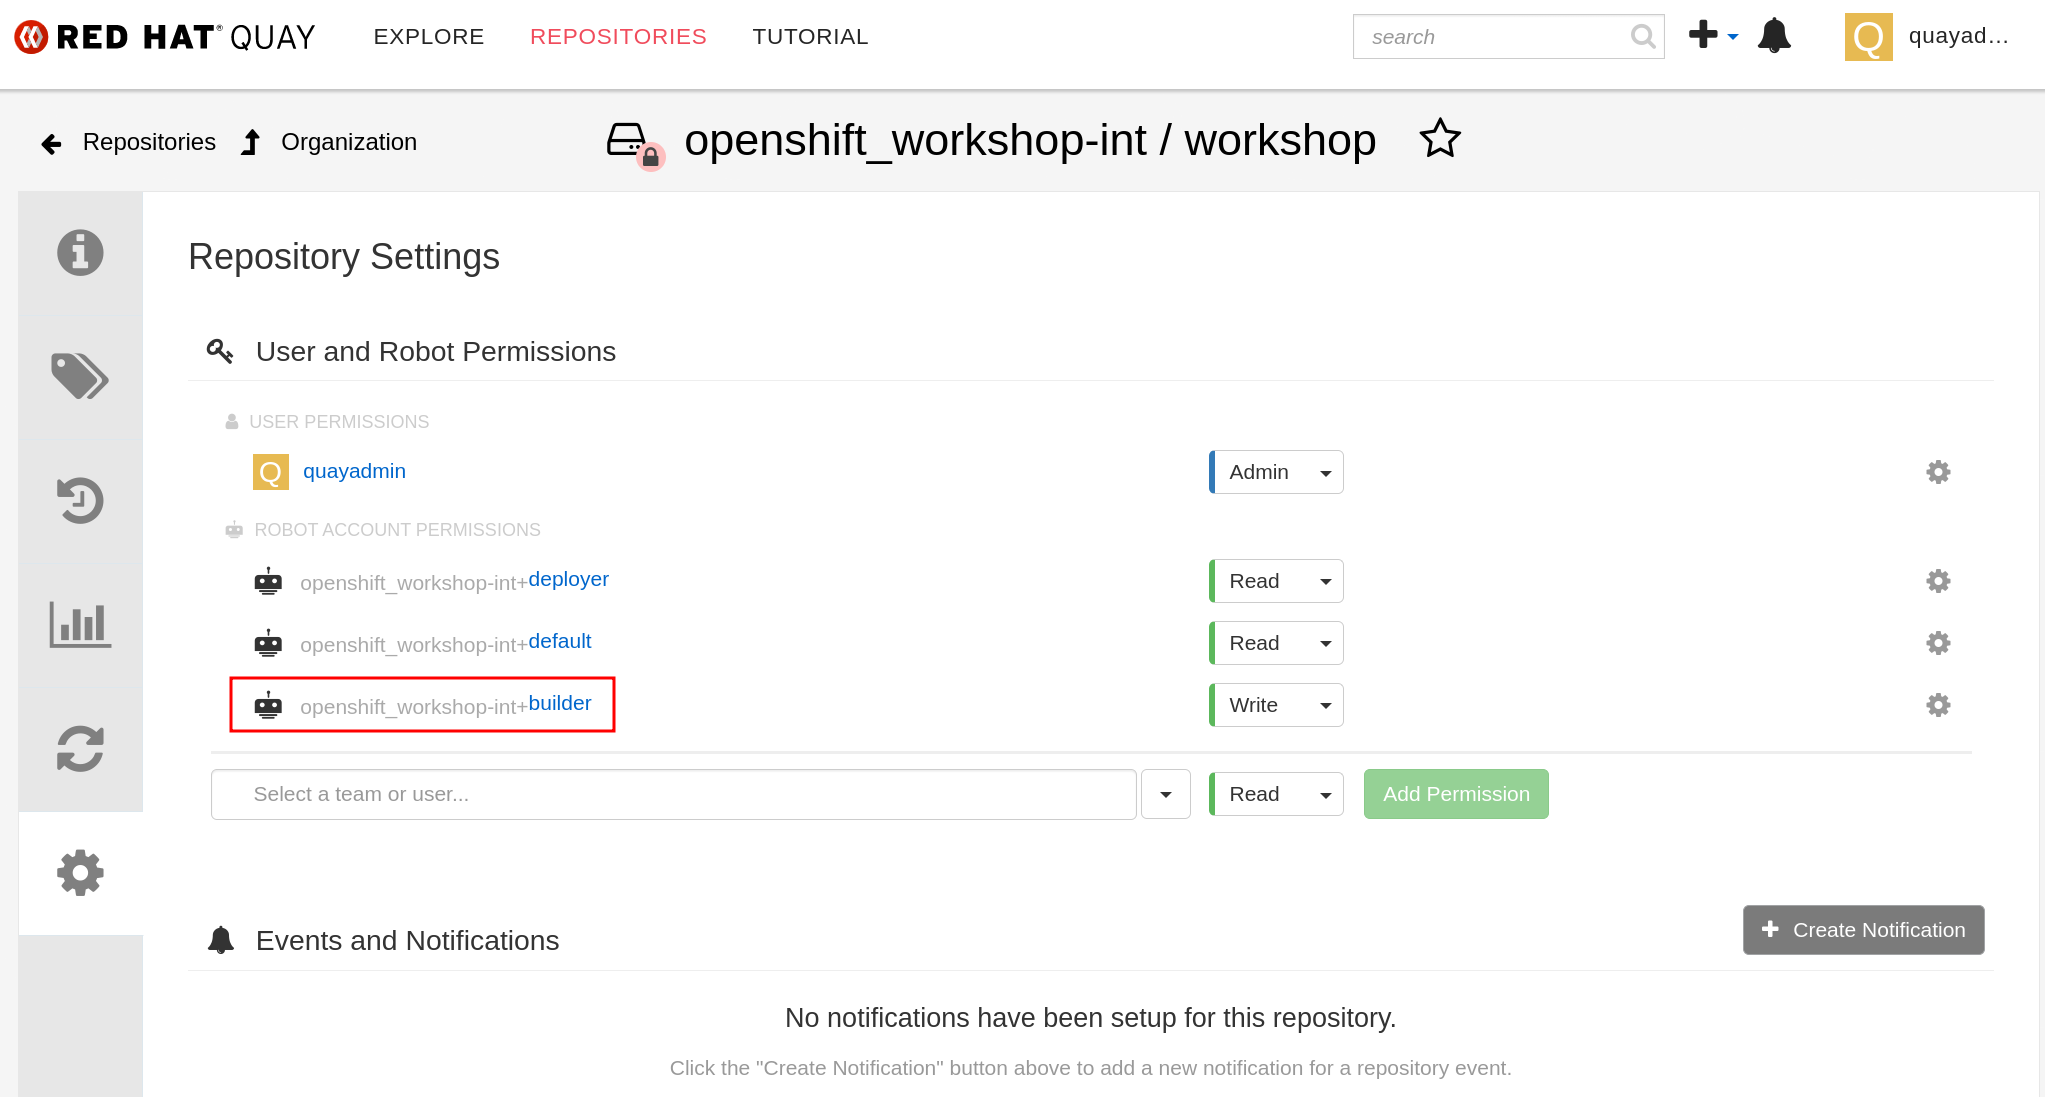 RED HAT® QUAY EXPLORE REPOSITORIES TUTORIAL search Q quayad...
Repositories Organization openshift_workshop-int / workshop
Repository Settings
User and Robot Permissions
USER PERMISSIONS
Q quayadmin Admin
ROBOT ACCOUNT PERMISSIONS
openshift_workshop-int+deployer Read
openshift_workshop-int+default Read
openshift_workshop-int+builder Write
Select a team or user... Read Add Permission
Events and Notifications Create Notification
No notifications have been setup for this repository.
Click the "Create Notification" button above to add a new notification for a repository event.